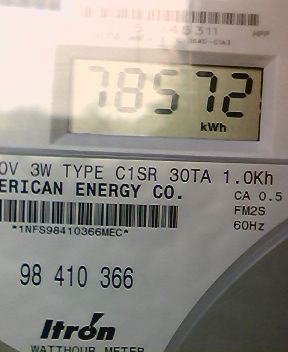 78572
kWh
0V 3W TYPE C1SR 30TA 1.0Kh
ERICAN ENERGY CO.
CA 0.5
*1NFS98410366MEC*
FM2S
60Hz
98 410 366
Itron
WATTHOUR METER